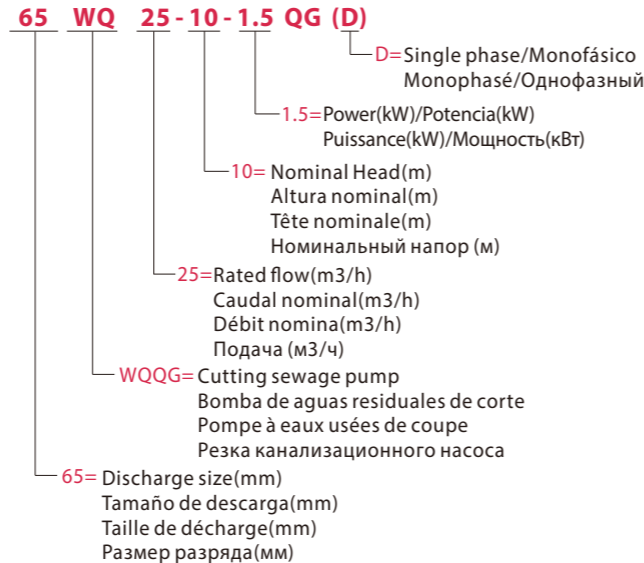 65 WQ 25-10-1.5 QG (D)
D=Single phase/Monofásico
Monophasé/Однофазный
1.5=Power(kW)/Potencia(kW)
Puissance(kW)/Мощность(кВт)
10= Nominal Head(m)
Altura nominal(m)
Tête nominale(m)
Номинальный напор (м)
25=Rated flow(m3/h)
Caudal nominal(m3/h)
Débit nomina(m3/h)
Подача (м3/ч)
WQQG= Cutting sewage pump
Bomba de aguas residuales de corte
Pompe à eaux usées de coupe
Резка канализационного насоса
65= Discharge size(mm)
Tamaño de descarga(mm)
Taille de décharge(mm)
Размер разряда(мм)